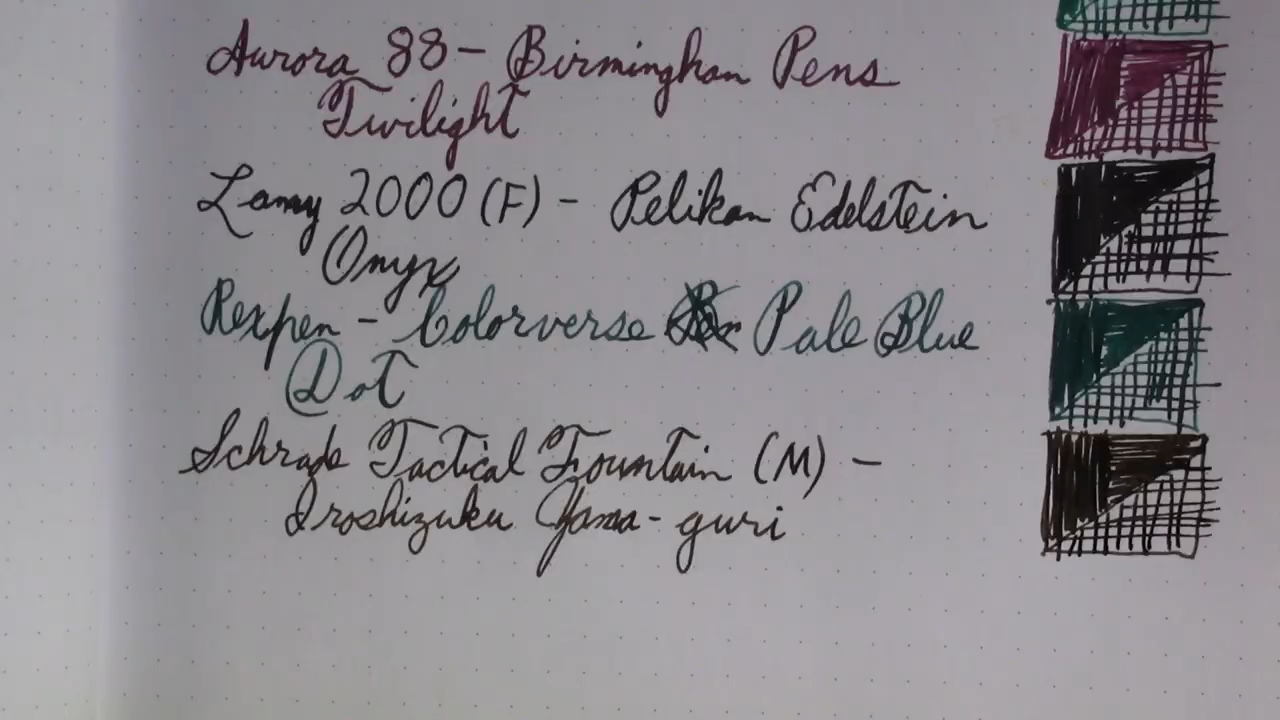 Aurora 88 - Birmingham Pens
Twilight
Lamy 2000 (F) - Pelikan Edelstein
Onyx
Rexpen - Colorverse Pale Blue
Dot
Schrade Tactical Fountain (M) -
Iroshizuku Yama-guri